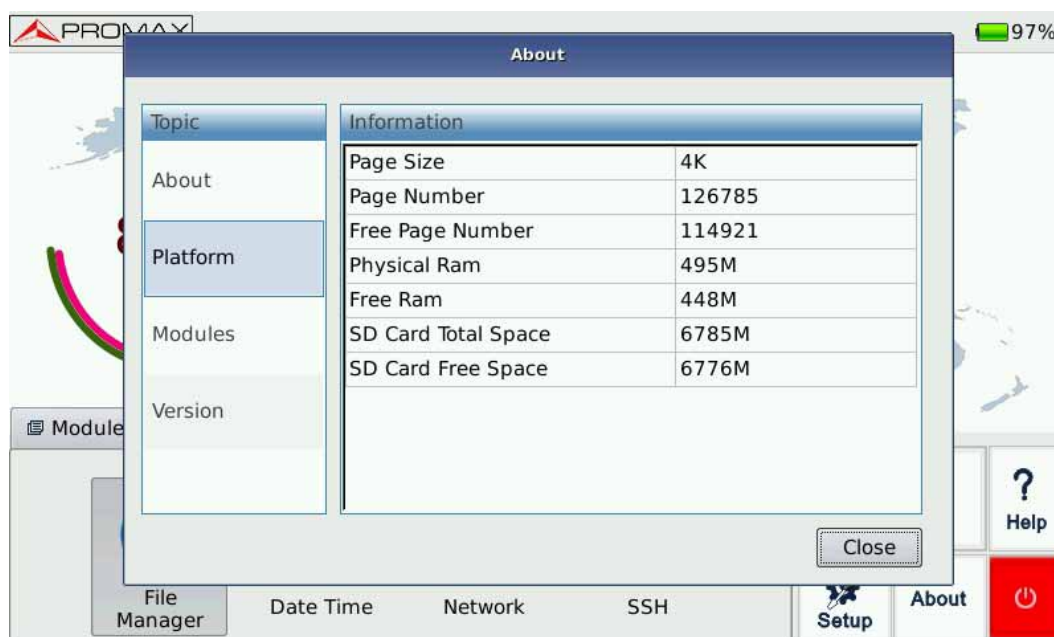 PROMAX
97%
About
Topic
Information
About
Platform
Modules
Version
Page Size 4K
Page Number 126785
Free Page Number 114921
Physical Ram 495M
Free Ram 448M
SD Card Total Space 6785M
SD Card Free Space 6776M
Close
Module
File
Manager
Date Time
Network
SSH
Setup
About
Help